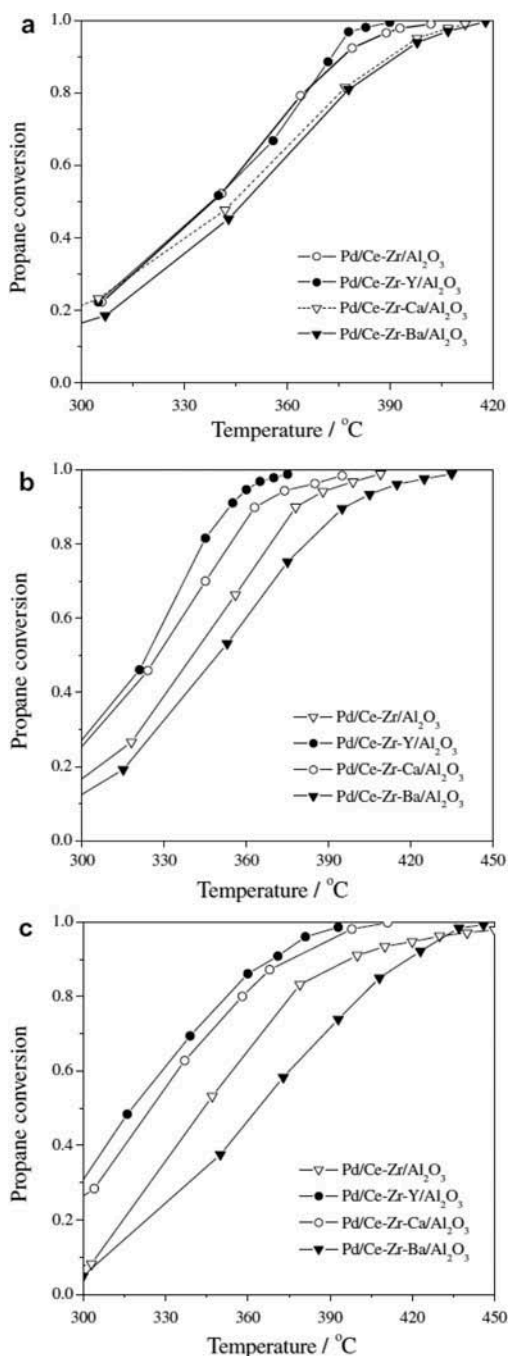 a
1.0
0.8
0.6
0.4
0.2
0.0
Propane conversion
Pd/Ce-Zr/Al₂O₃
Pd/Ce-Zr-Y/Al₂O₃
Pd/Ce-Zr-Ca/Al₂O₃
Pd/Ce-Zr-Ba/Al₂O₃
300 330 360 390 420
Temperature / °C
b
1.0
0.8
0.6
0.4
0.2
0.0
Propane conversion
Pd/Ce-Zr/Al₂O₃
Pd/Ce-Zr-Y/Al₂O₃
Pd/Ce-Zr-Ca/Al₂O₃
Pd/Ce-Zr-Ba/Al₂O₃
300 330 360 390 420 450
Temperature / °C
c
1.0
0.8
0.6
0.4
0.2
0.0
Propane conversion
Pd/Ce-Zr/Al₂O₃
Pd/Ce-Zr-Y/Al₂O₃
Pd/Ce-Zr-Ca/Al₂O₃
Pd/Ce-Zr-Ba/Al₂O₃
300 330 360 390 420 450
Temperature / °C